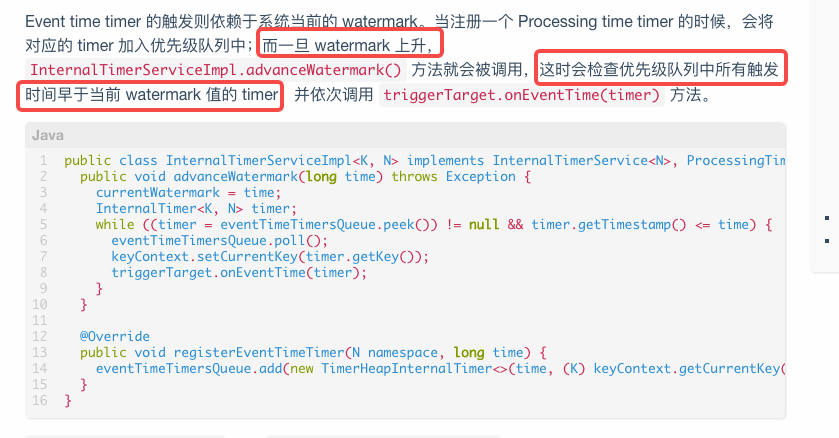 Event time timer 的触发则依赖于系统当前的 watermark。当注册一个 Processing time timer 的时候，会将
对应的 timer 加入优先级队列中；而一旦 watermark 上升，
InternalTimerServiceImpl.advanceWatermark() 方法就会被调用，这时会检查优先级队列中所有触发
时间早于当前 watermark 值的 timer 并依次调用 triggerTarget.onEventTime(timer) 方法。
Java
1 public class InternalTimerServiceImpl<K, N> implements InternalTimerService<N>, ProcessingTim
2 public void advanceWatermark(long time) throws Exception {
3 currentWatermark = time;
4 InternalTimer<K, N> timer;
5 while ((timer = eventTimeTimersQueue.peek()) != null && timer.getTimestamp() <= time) {
6 eventTimeTimersQueue.poll();
7 keyContext.setCurrentKey(timer.getKey());
8 triggerTarget.onEventTime(timer);
9 }
10 }
11
12 @Override
13 public void registerEventTimeTimer(N namespace, long time) {
14 eventTimeTimersQueue.add(new TimerHeapInternalTimer<>(time, (K) keyContext.getCurrentKey(
15 }
16 }